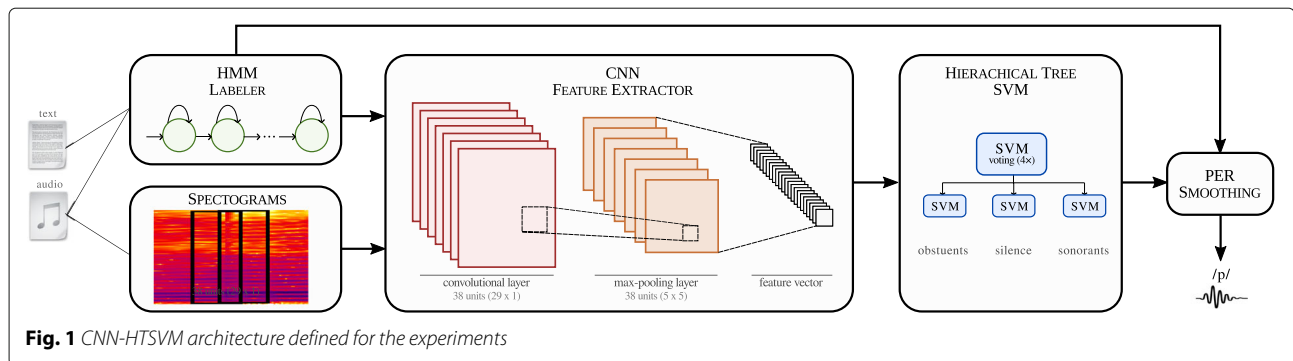 HMM
LABELER
text
audio
SPECTOGRAMS
CNN
FEATURE EXTRACTOR
convolutional layer
38 units (29 x 1)
max-pooling layer
38 units (5 x 5)
feature vector
HIERACHICAL TREE
SVM
SVM
voting (4×)
SVM SVM SVM
obstuents silence sonorants
PER
SMOOTHING
/p/
Fig. 1 CNN-HTSVM architecture defined for the experiments